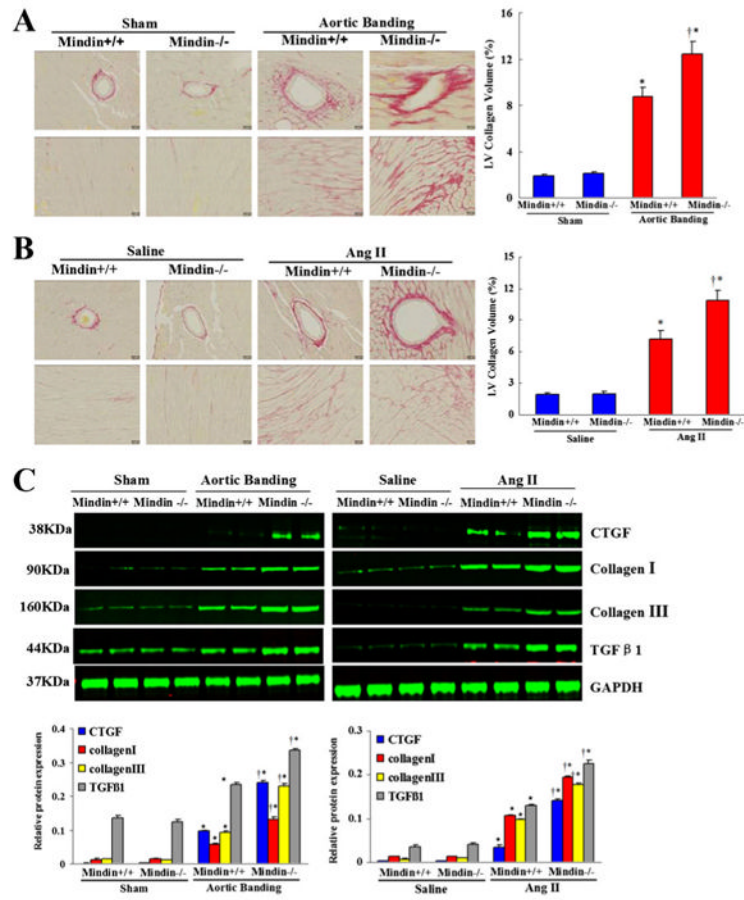 A
Sham
Aortic Banding
Mindin+/+ Mindin-/- Mindin+/+ Mindin-/-
LV Collagen Volume (%)
16
12
8
4
0
*
†*
Mindin+/+ Mindin-/- Mindin+/+ Mindin-/-
Sham Aortic Banding
B
Saline
Ang II
Mindin+/+ Mindin-/- Mindin+/+ Mindin-/-
LV Collagen Volume (%)
15
12
9
6
3
0
*
†*
Mindin+/+ Mindin-/- Mindin+/+ Mindin-/-
Saline Ang II
C
Sham Aortic Banding Saline Ang II
Mindin+/+ Mindin -/- Mindin+/+ Mindin -/- Mindin+/+ Mindin -/- Mindin+/+ Mindin -/-
38KDa CTGF
90KDa Collagen I
160KDa Collagen III
44KDa TGF β 1
37KDa GAPDH
Relative protein expression
0.4
0.3
0.2
0.1
0
CTGF
collagenI
collagenIII
TGFß1
* * * *
†* †* †* †*
Mindin+/+ Mindin-/- Mindin+/+ Mindin-/-
Sham Aortic Banding
Relative protein expression
0.3
0.2
0.1
0
CTGF
collagenI
collagenIII
TGFß1
* * * *
†* †* †* †*
Mindin+/+ Mindin-/- Mindin+/+ Mindin-/-
Saline Ang II